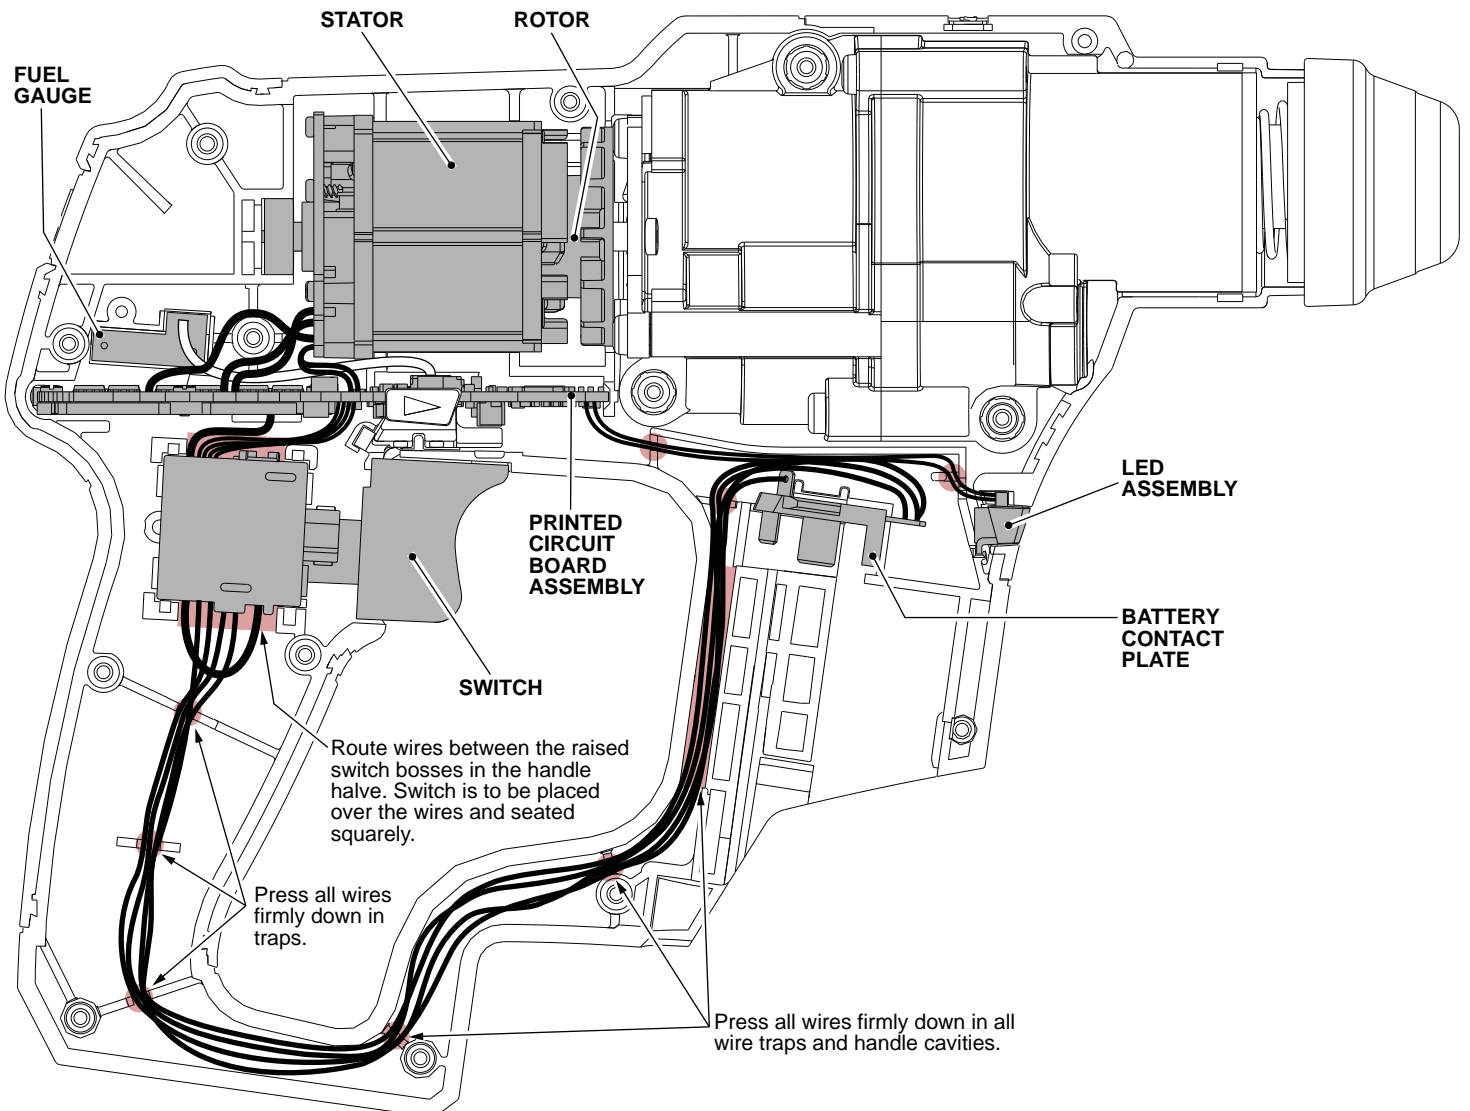 STATOR
ROTOR
FUEL
GAUGE
LED
ASSEMBLY
PRINTED
CIRCUIT
BOARD
ASSEMBLY
BATTERY
CONTACT
PLATE
SWITCH
Route wires between the raised
switch bosses in the handle
halve. Switch is to be placed
over the wires and seated
squarely.
Press all wires
firmly down in
traps.
Press all wires firmly down in all
wire traps and handle cavities.